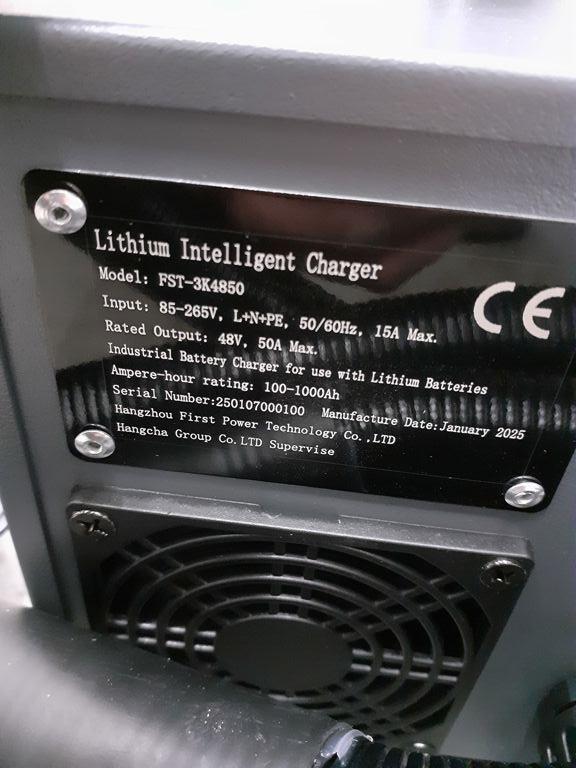 Lithium Intelligent Charger
Model: FST-3K4850
CE
Input: 85-265V, L+N+PE, 50/60Hz, 15A Max.
Rated Output: 48V, 50A Max.
Industrial Battery Charger for use with Lithium Batteries
Ampere-hour rating: 100-1000Ah
Serial Number:250107000100 Manufacture Date:January 2025
Hangzhou First Power Technology Co.,LTD
Hangcha Group Co.LTD Supervise